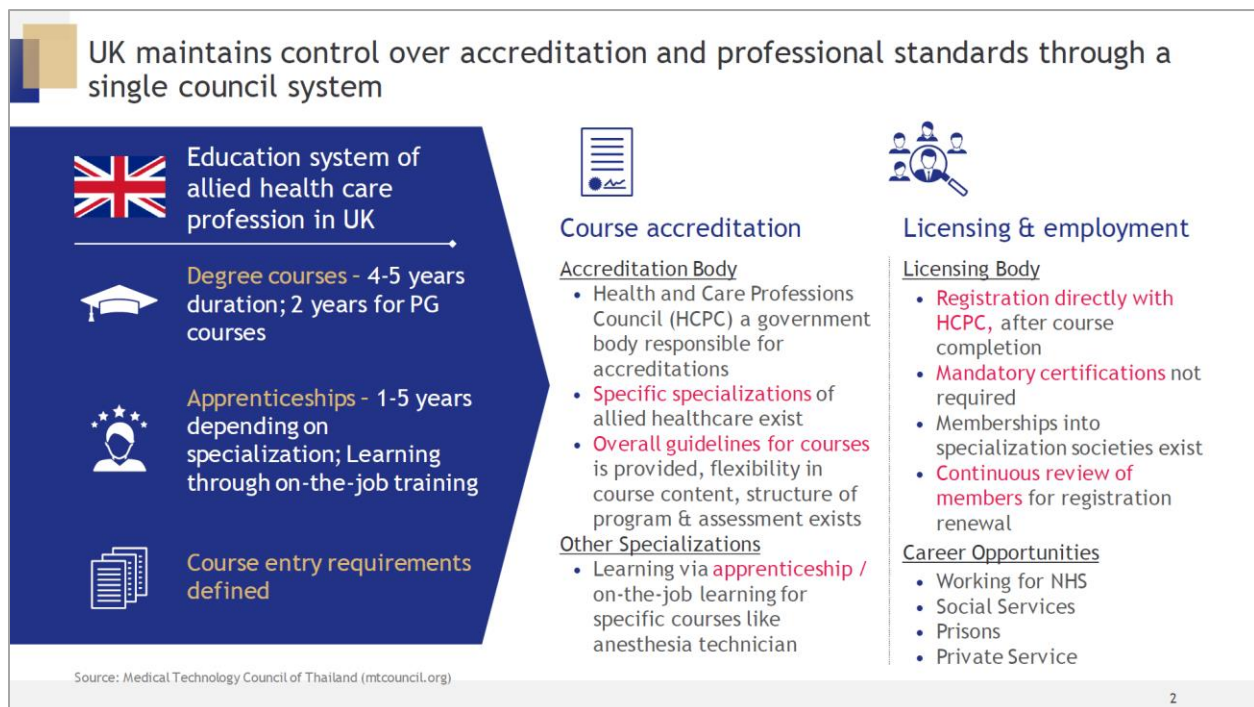 UK maintains control over accreditation and professional standards through a
single council system
Education system of
allied health care
profession in UK
Degree courses – 4-5 years
duration; 2 years for PG
courses
Apprenticeships – 1-5 years
depending on
specialization; Learning
through on-the-job training
Course entry requirements
defined
Course accreditation
Accreditation Body
• Health and Care Professions
Council (HCPC) a government
body responsible for
accreditations
• Specific specializations of
allied healthcare exist
• Overall guidelines for courses
is provided, flexibility in
course content, structure of
program & assessment exists
Other Specializations
• Learning via apprenticeship /
on-the-job learning for
specific courses like
anesthesia technician
Licensing & employment
Licensing Body
• Registration directly with
HCPC, after course
completion
• Mandatory certifications not
required
• Memberships into
specialization societies exist
• Continuous review of
members for registration
renewal
Career Opportunities
• Working for NHS
• Social Services
• Prisons
• Private Service
Source: Medical Technology Council of Thailand (mtcouncil.org)
2